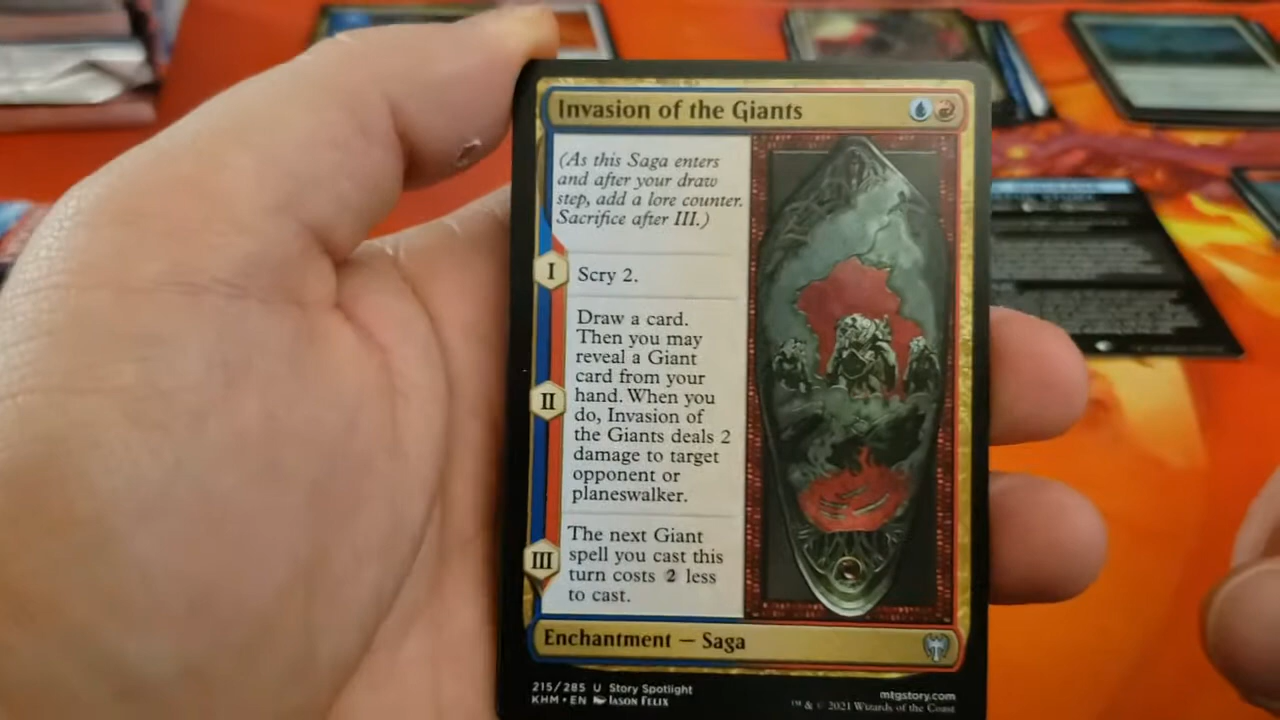 Invasion of the Giants
(As this Saga enters
and after your draw
step, add a lore counter.
Sacrifice after III.)
I
Scry 2.
II
Draw a card.
Then you may
reveal a Giant
card from your
hand. When you
do, Invasion of
the Giants deals 2
damage to target
opponent or
planeswalker.
III
The next Giant
spell you cast this
turn costs 2 less
to cast.
Enchantment — Saga
215/285 U Story Spotlight
KHM • EN Jason Felix
mtgstory.com
™ & © 2021 Wizards of the Coast